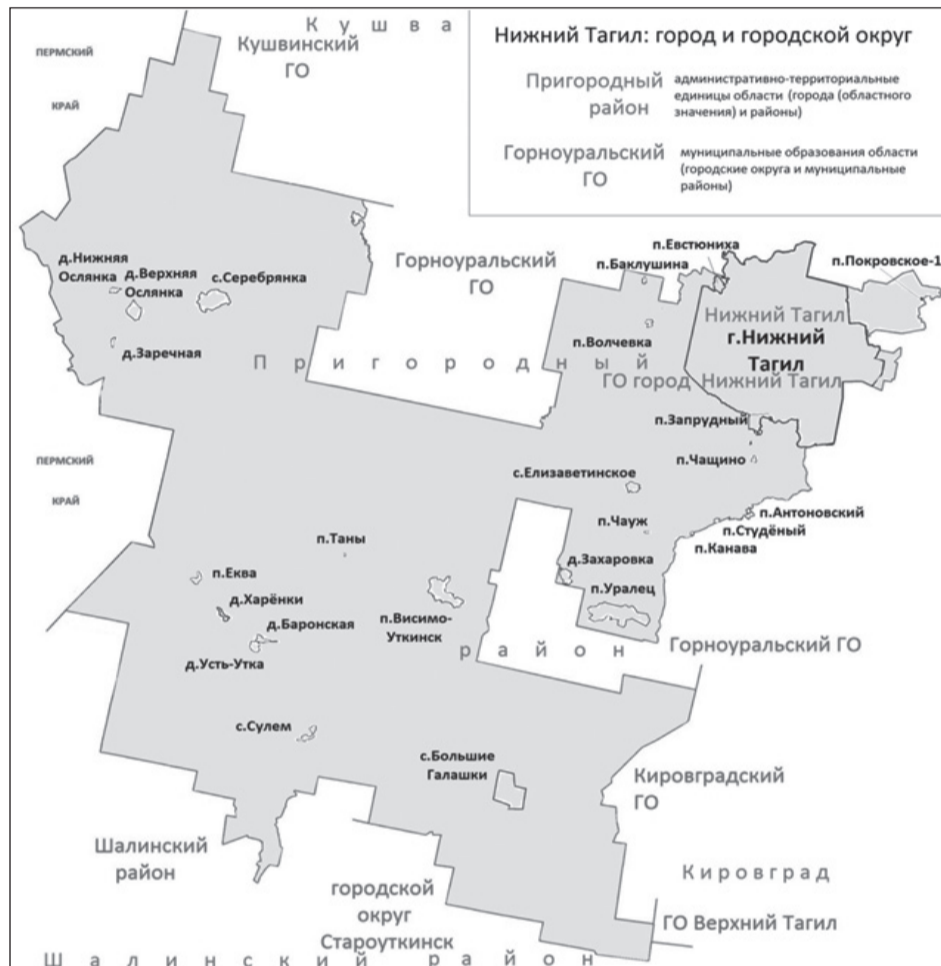 Кушва
Кушвинский
ГО
ПЕРМСКИЙ
КРАЙ
Нижний Тагил: город и городской округ
Пригородный
район
административно-территориальные
единицы области (города (областного
значения) и районы)
Горноуральский
ГО
муниципальные образования области
(городские округа и муниципальные
районы)
д.Нижняя
Ослянка
д.Верхняя
Ослянка
с.Серебрянка
д.Заречная
Горноуральский
ГО
п.Евстюниха
п.Баклушина
п.Покровское-1
п.Волчевка
Нижний Тагил
г.Нижний
Тагил
Пригородный
ГО город Нижний Тагил
п.Запрудный
п.Чащино
ПЕРМСКИЙ
КРАЙ
с.Елизаветинское
п.Антоновский
п.Студёный
п.Канава
п.Чауж
п.Таны
д.Захаровка
п.Уралец
п.Еква
д.Харёнки
д.Баронская
д.Усть-Утка
п.Висимо-
Уткинск
район
Горноуральский ГО
с.Сулем
с.Большие
Галашки
Кировградский
ГО
Шалинский
район
Кировград
городской
округ
Староуткинск
ГО Верхний Тагил
Шалинский район